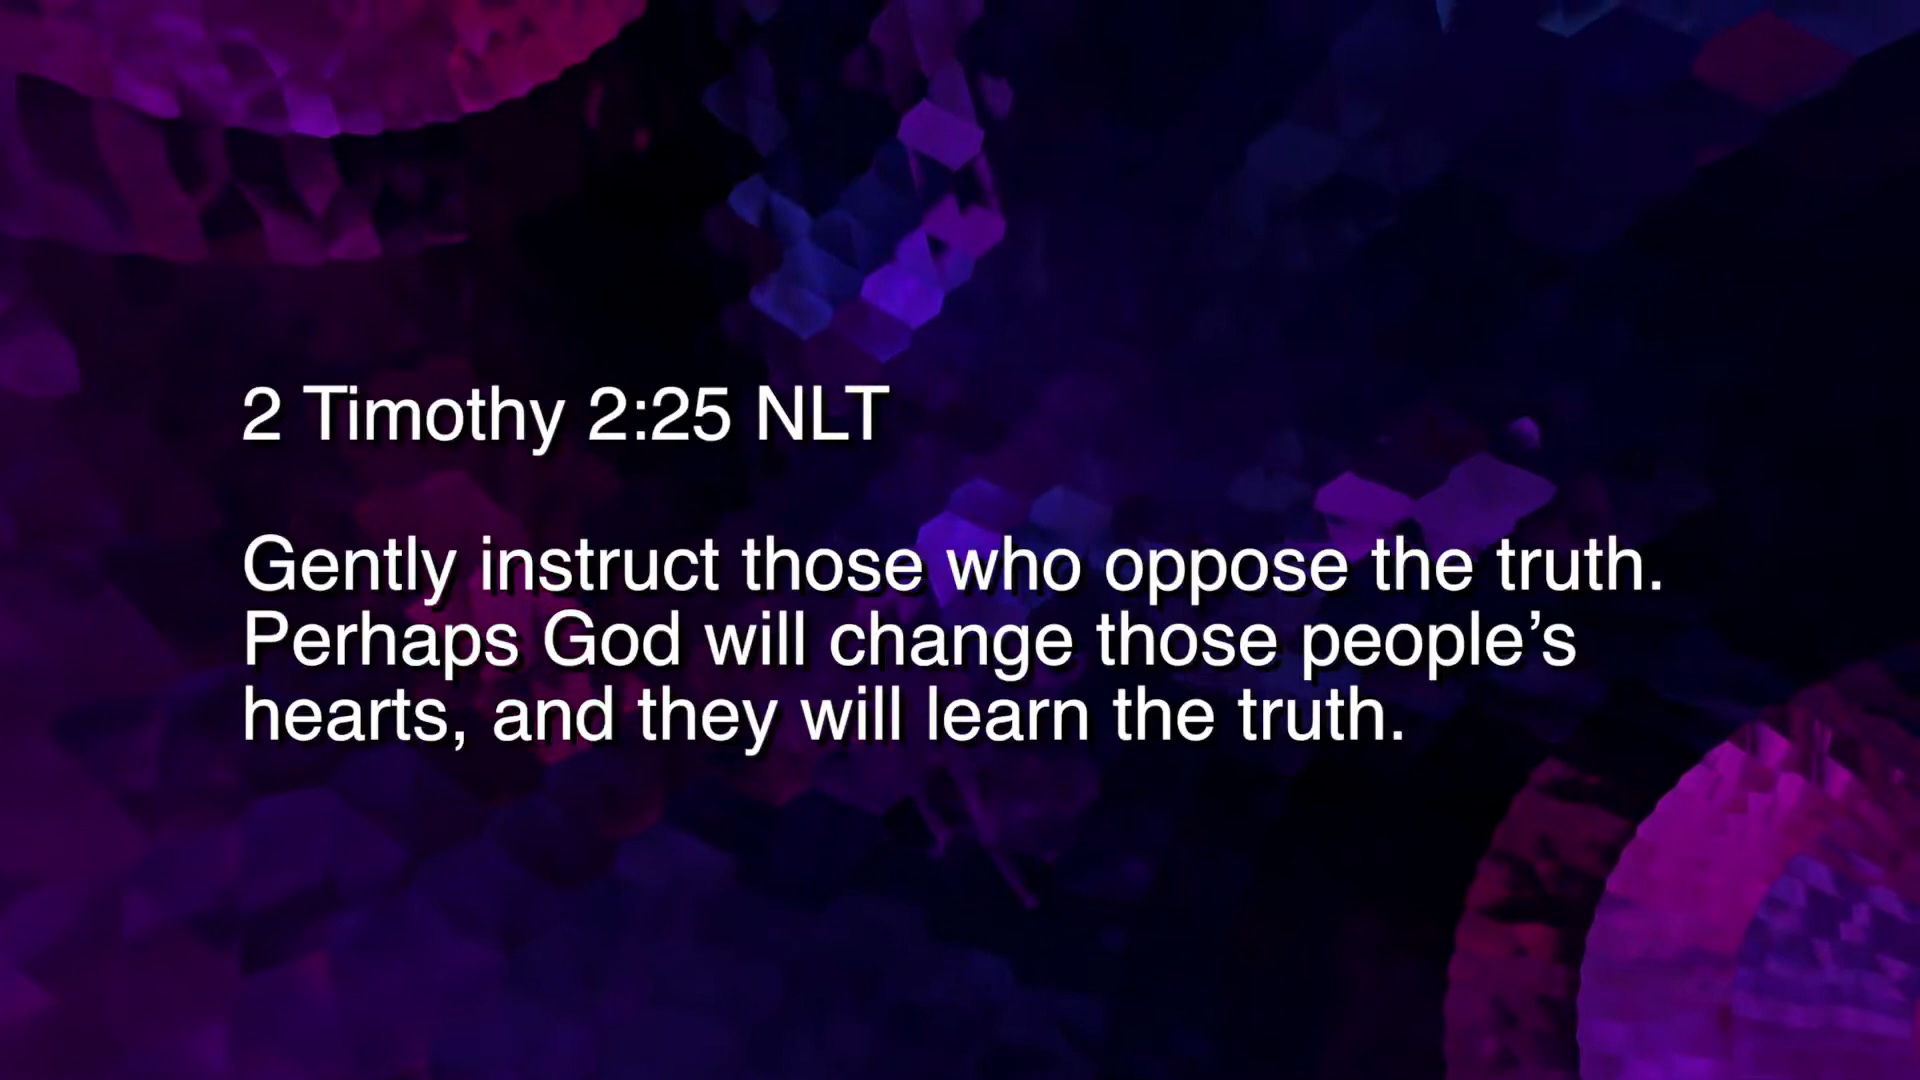 2 Timothy 2:25 NLT
Gently instruct those who oppose the truth.
Perhaps God will change those people’s
hearts, and they will learn the truth.